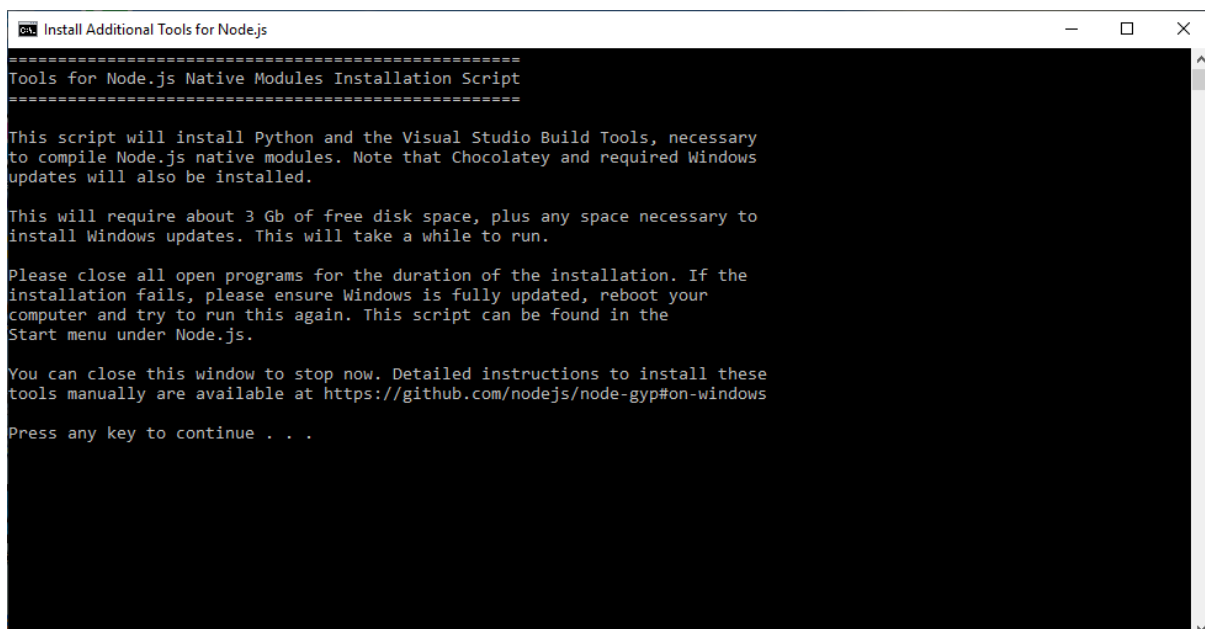 Install Additional Tools for Node.js
====================================================
Tools for Node.js Native Modules Installation Script
====================================================
This script will install Python and the Visual Studio Build Tools, necessary
to compile Node.js native modules. Note that Chocolatey and required Windows
updates will also be installed.
This will require about 3 Gb of free disk space, plus any space necessary to
install Windows updates. This will take a while to run.
Please close all open programs for the duration of the installation. If the
installation fails, please ensure Windows is fully updated, reboot your
computer and try to run this again. This script can be found in the
Start menu under Node.js.
You can close this window to stop now. Detailed instructions to install these
tools manually are available at https://github.com/nodejs/node-gyp#on-windows
Press any key to continue . . .